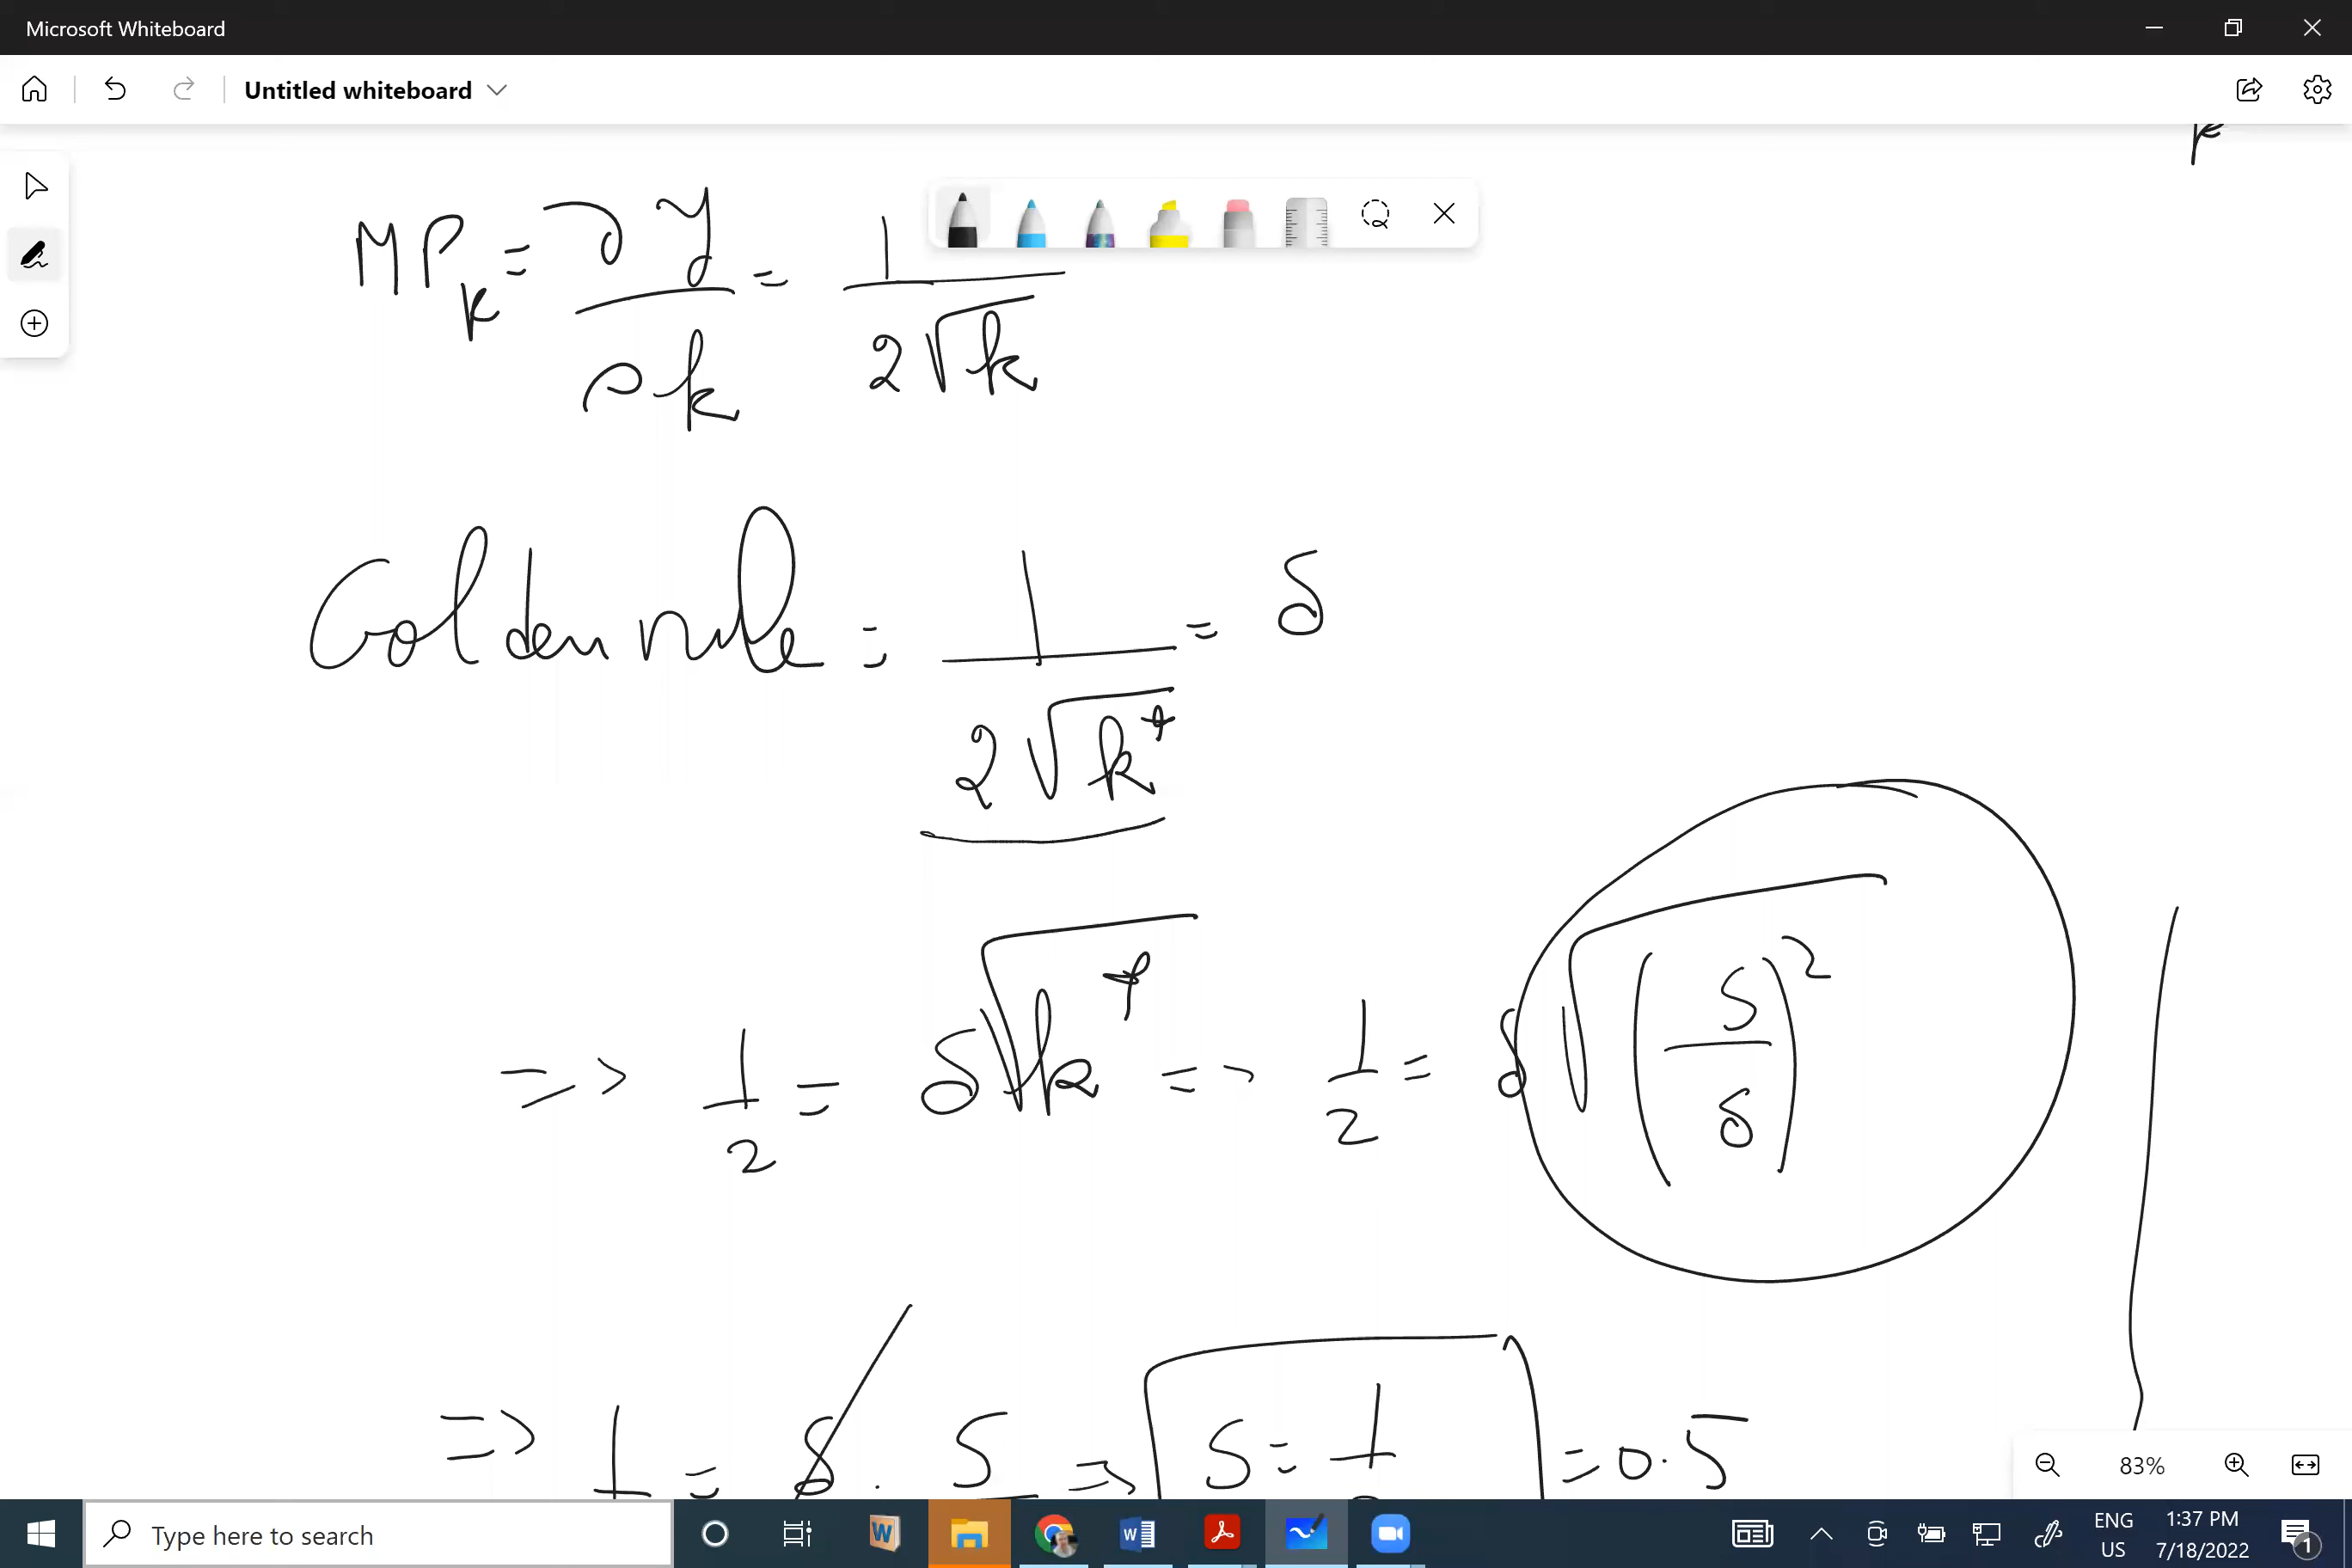 Microsoft Whiteboard
Untitled whiteboard
k
MP_k = ∂y/∂k = 1/(2√k)
Golden rule : 1/(2√k*) = δ
=> 1/2 = δ√k* => 1/2 = δ√(s/δ)²
=> 1 = δ . s => s = 1 = 0.5
83%
Type here to search
ENG
US
1:37 PM
7/18/2022
1